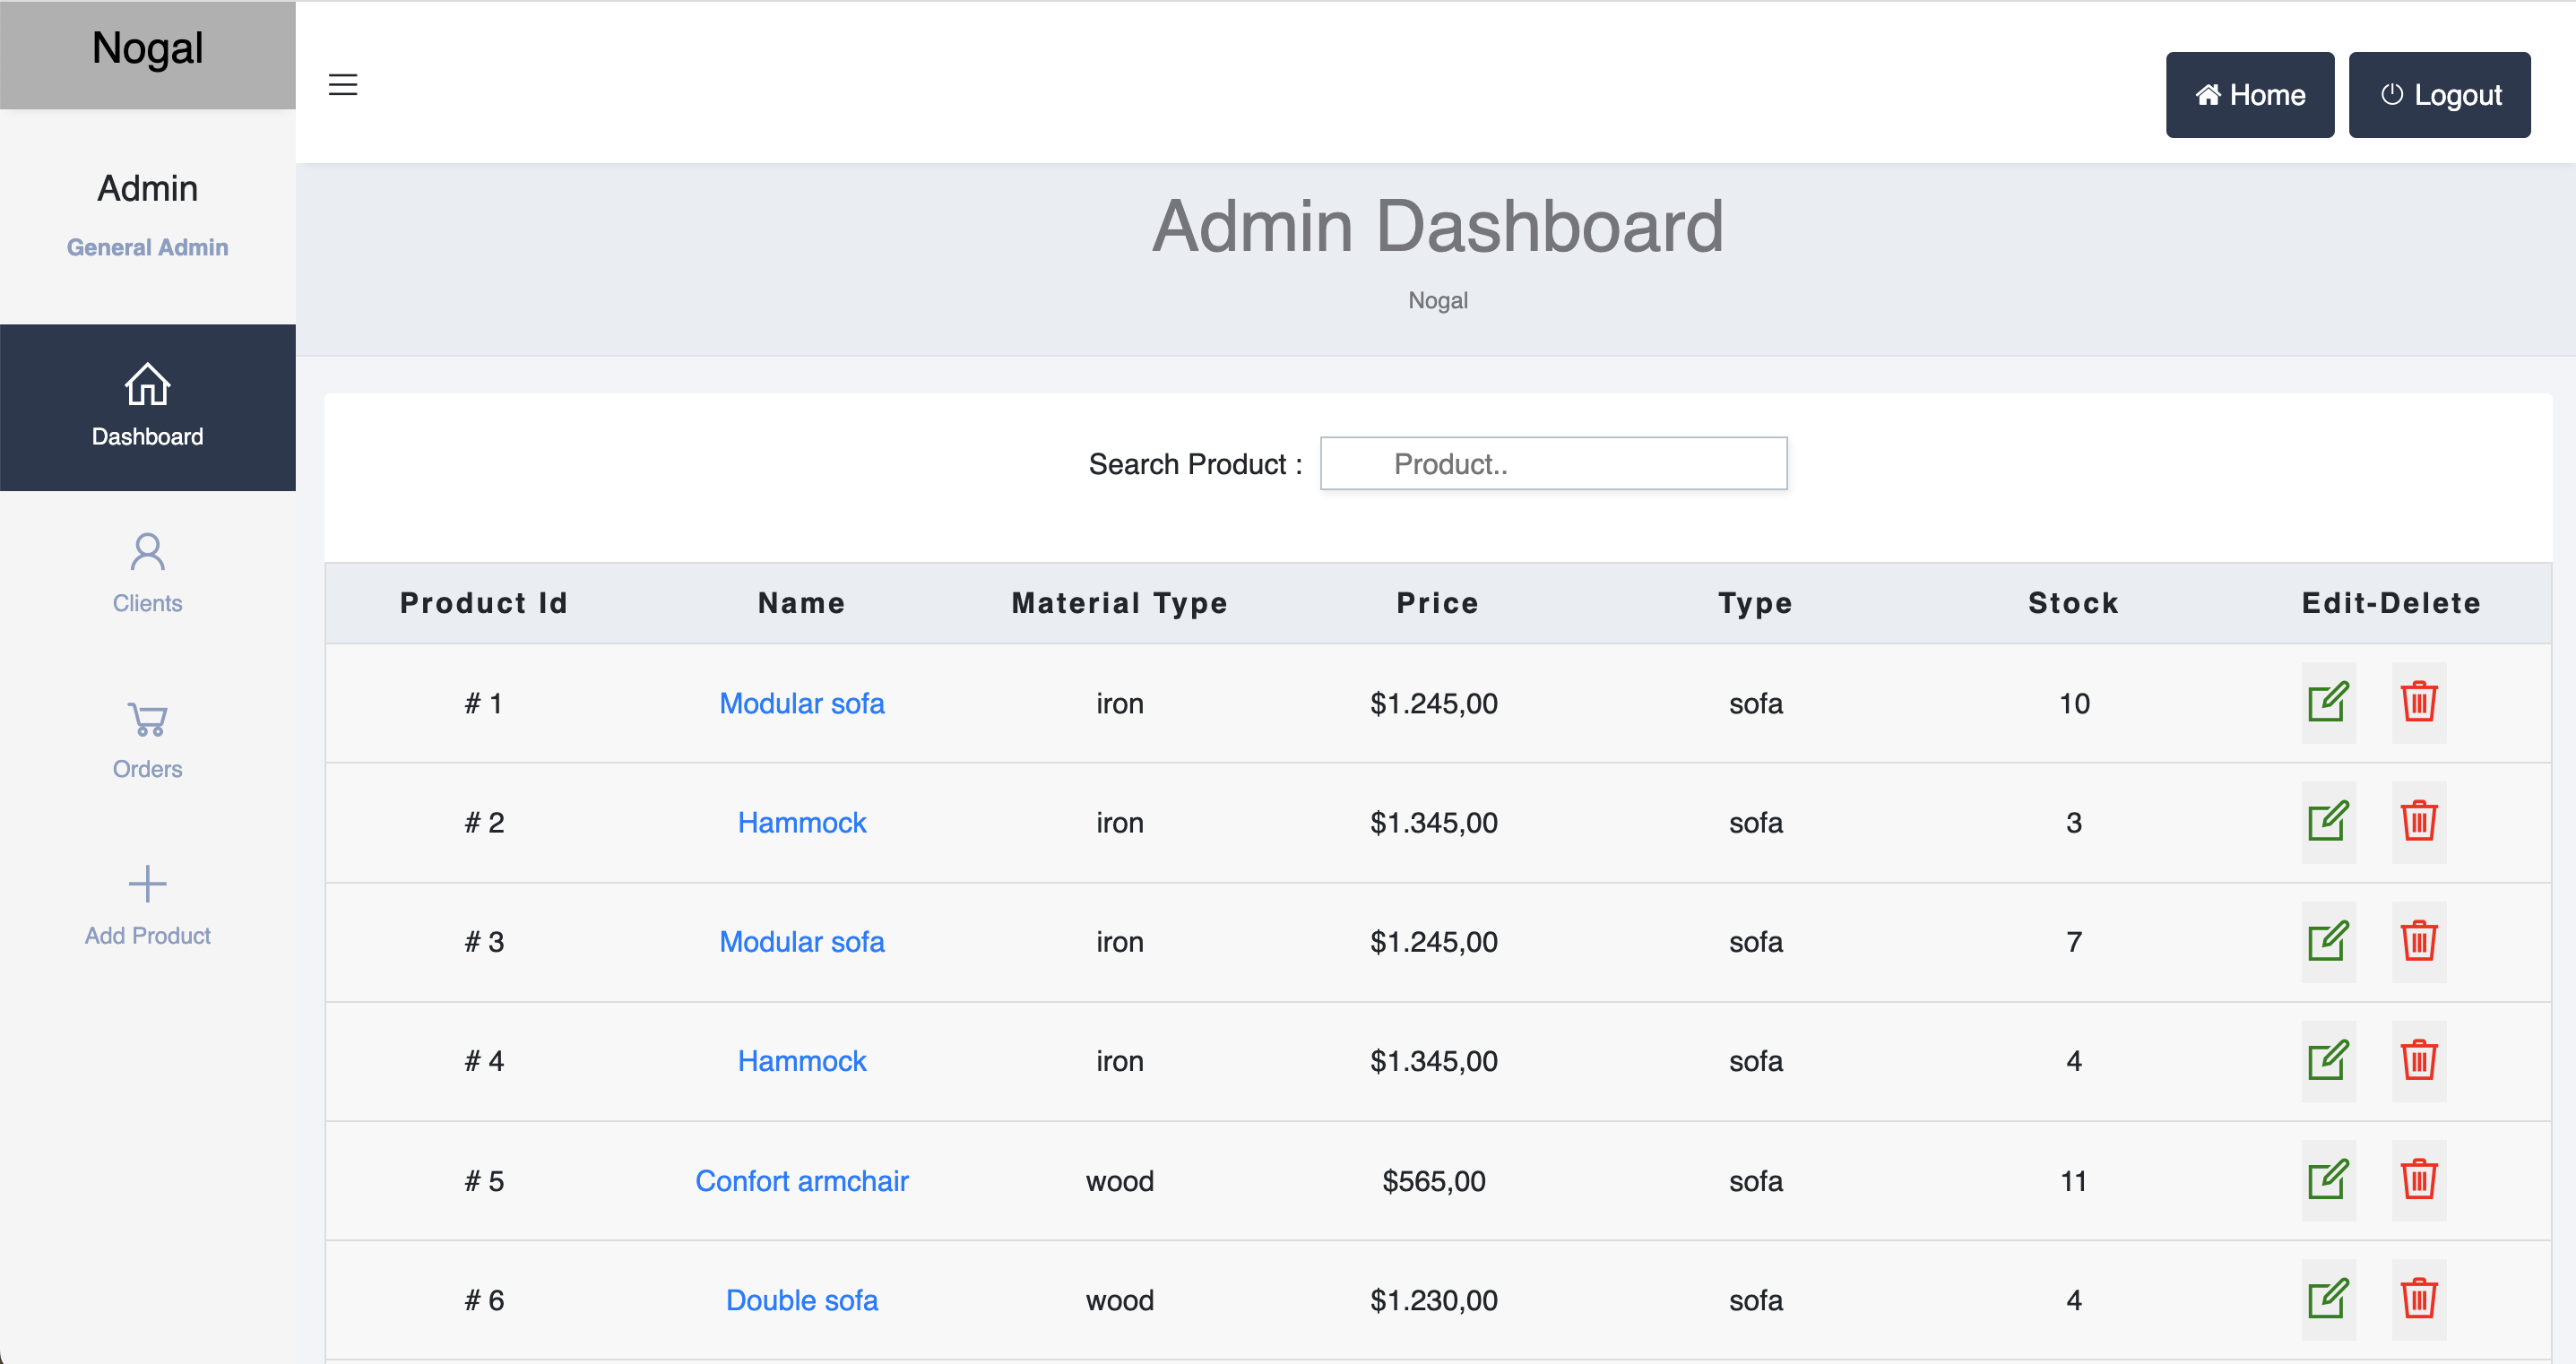 Nogal
Home
Logout
Admin
General Admin
Admin Dashboard
Nogal
Dashboard
Clients
Orders
Add Product
Search Product : Product..
Product Id Name Material Type Price Type Stock Edit-Delete
# 1 Modular sofa iron $1.245,00 sofa 10
# 2 Hammock iron $1.345,00 sofa 3
# 3 Modular sofa iron $1.245,00 sofa 7
# 4 Hammock iron $1.345,00 sofa 4
# 5 Confort armchair wood $565,00 sofa 11
# 6 Double sofa wood $1.230,00 sofa 4